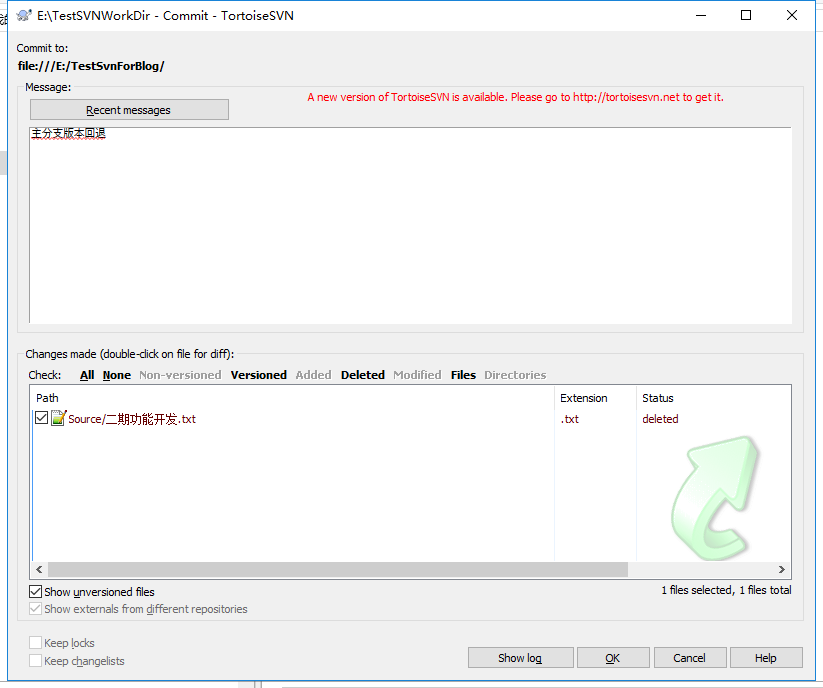 E:\TestSVNWorkDir - Commit - TortoiseSVN
Commit to:
file:///E:/TestSvnForBlog/
Message:
Recent messages
A new version of TortoiseSVN is available. Please go to http://tortoisesvn.net to get it.
主分支版本回退
Changes made (double-click on file for diff):
Check: All None Non-versioned Versioned Added Deleted Modified Files Directories
Path Extension Status
Source/二期功能开发.txt .txt deleted
Show unversioned files
1 files selected, 1 files total
Show externals from different repositories
Keep locks
Keep changelists
Show log OK Cancel Help